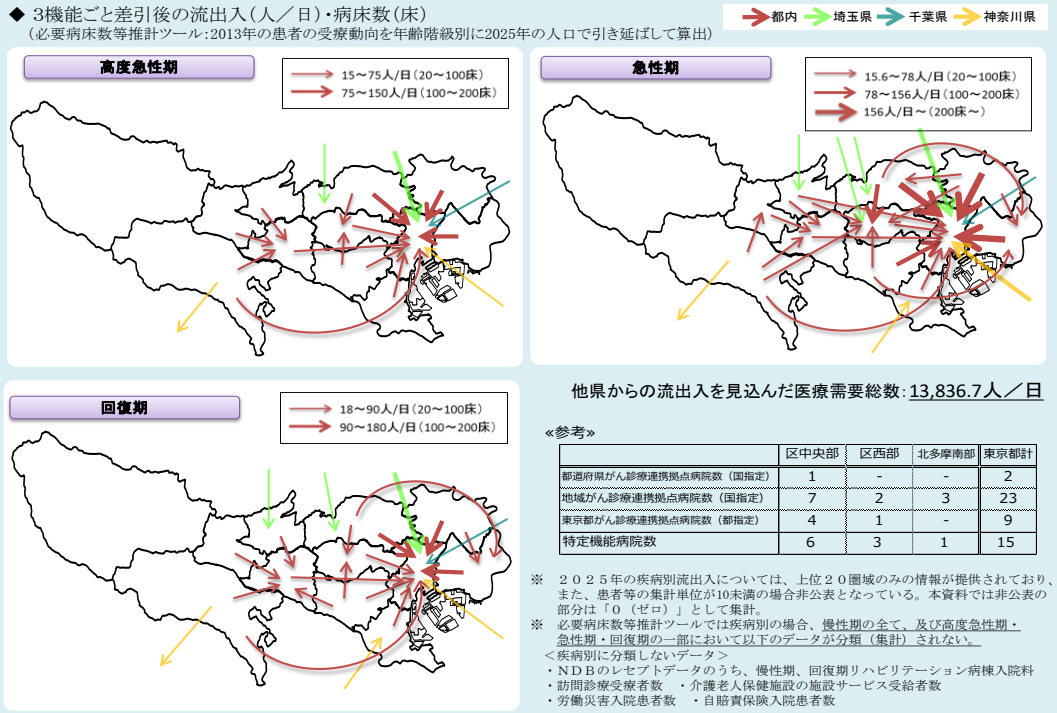 ◆ 3機能ごと差引後の流出入(人／日)・病床数(床)
(必要病床数等推計ツール:2013年の患者の受療動向を年齢階級別に2025年の人口で引き延ばして算出)
都内 埼玉県 千葉県 神奈川県
高度急性期
15～75人/日(20～100床)
75～150人/日(100～200床)
急性期
15.6～78人/日(20～100床)
78～156人/日(100～200床)
156人/日～(200床～)
回復期
18～90人/日(20～100床)
90～180人/日(100～200床)
他県からの流出入を見込んだ医療需要総数: 13,836.7人／日
≪参考≫
区中央部 区西部 北多摩南部 東京都計
都道府県がん診療連携拠点病院数（国指定） 1 - - 2
地域がん診療連携拠点病院数（国指定） 7 2 3 23
東京都がん診療連携拠点病院数（都指定） 4 1 - 9
特定機能病院数 6 3 1 15
※ ２０２５年の疾病別流出入については、上位２０圏域のみの情報が提供されており、
また、患者等の集計単位が10未満の場合非公表となっている。本資料では非公表の
部分は「０（ゼロ）」として集計。
※ 必要病床数等推計ツールでは疾病別の場合、慢性期の全て、及び高度急性期・
急性期・回復期の一部において以下のデータが分類（集計）されない。
＜疾病別に分類しないデータ＞
・ＮＤＢのレセプトデータのうち、慢性期、回復期リハビリテーション病棟入院料
・訪問診療受療者数 ・介護老人保健施設の施設サービス受給者数
・労働災害入院患者数 ・自賠責保険入院患者数